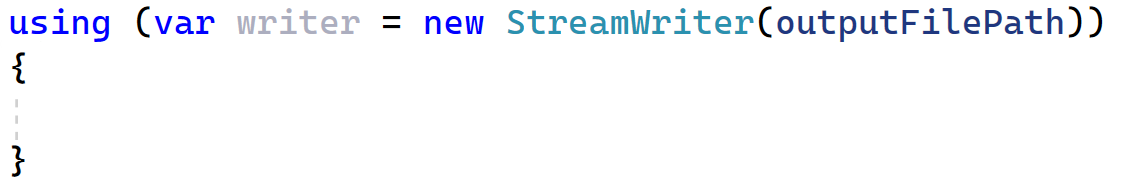 using (var writer = new StreamWriter(outputFilePath))
{
}